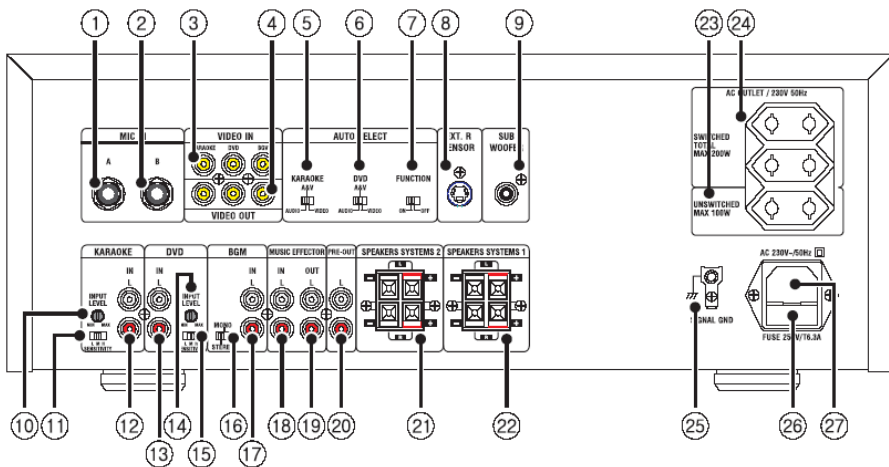 1 2 3 4 5 6 7 8 9 23 24
AC OUTLET / 230V 50Hz
MIC IN VIDEO IN AUTO SELECT EXT. R SUB
A B KARAOKE DVD BGM WOOFER
SWITCHED
TOTAL
MAX 200W
KARAOKE DVD FUNCTION
A&V A&V
AUDIO VIDEO AUDIO VIDEO ON OFF
VIDEO OUT
UNSWITCHED
MAX 100W
KARAOKE DVD BGM MUSIC EFFECTOR PRE-OUT SPEAKERS SYSTEMS 2 SPEAKERS SYSTEMS 1
AC 230V~/50Hz
IN IN IN IN OUT
L L L L L L
INPUT
LEVEL
MIN MAX
INPUT
LEVEL
MIN MAX
L M H
SENSITIVITY
MONO
STEREO
SIGNAL GND
FUSE 250V/T6.3A
10 11 12 13 14 15 16 17 18 19 20 21 22 25 26 27